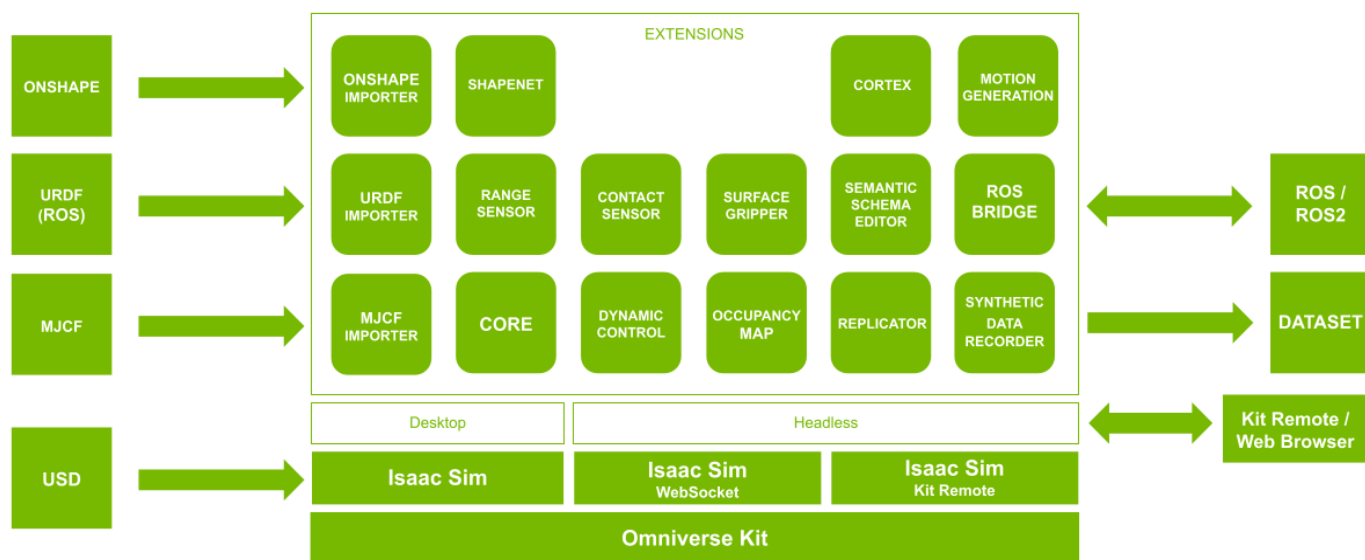 EXTENSIONS
ONSHAPE
ONSHAPE
IMPORTER
SHAPENET
CORTEX
MOTION
GENERATION
URDF
(ROS)
URDF
IMPORTER
RANGE
SENSOR
CONTACT
SENSOR
SURFACE
GRIPPER
SEMANTIC
SCHEMA
EDITOR
ROS
BRIDGE
ROS /
ROS2
MJCF
MJCF
IMPORTER
CORE
DYNAMIC
CONTROL
OCCUPANCY
MAP
REPLICATOR
SYNTHETIC
DATA
RECORDER
DATASET
Desktop
Headless
Kit Remote /
Web Browser
USD
Isaac Sim
Isaac Sim
WebSocket
Isaac Sim
Kit Remote
Omniverse Kit